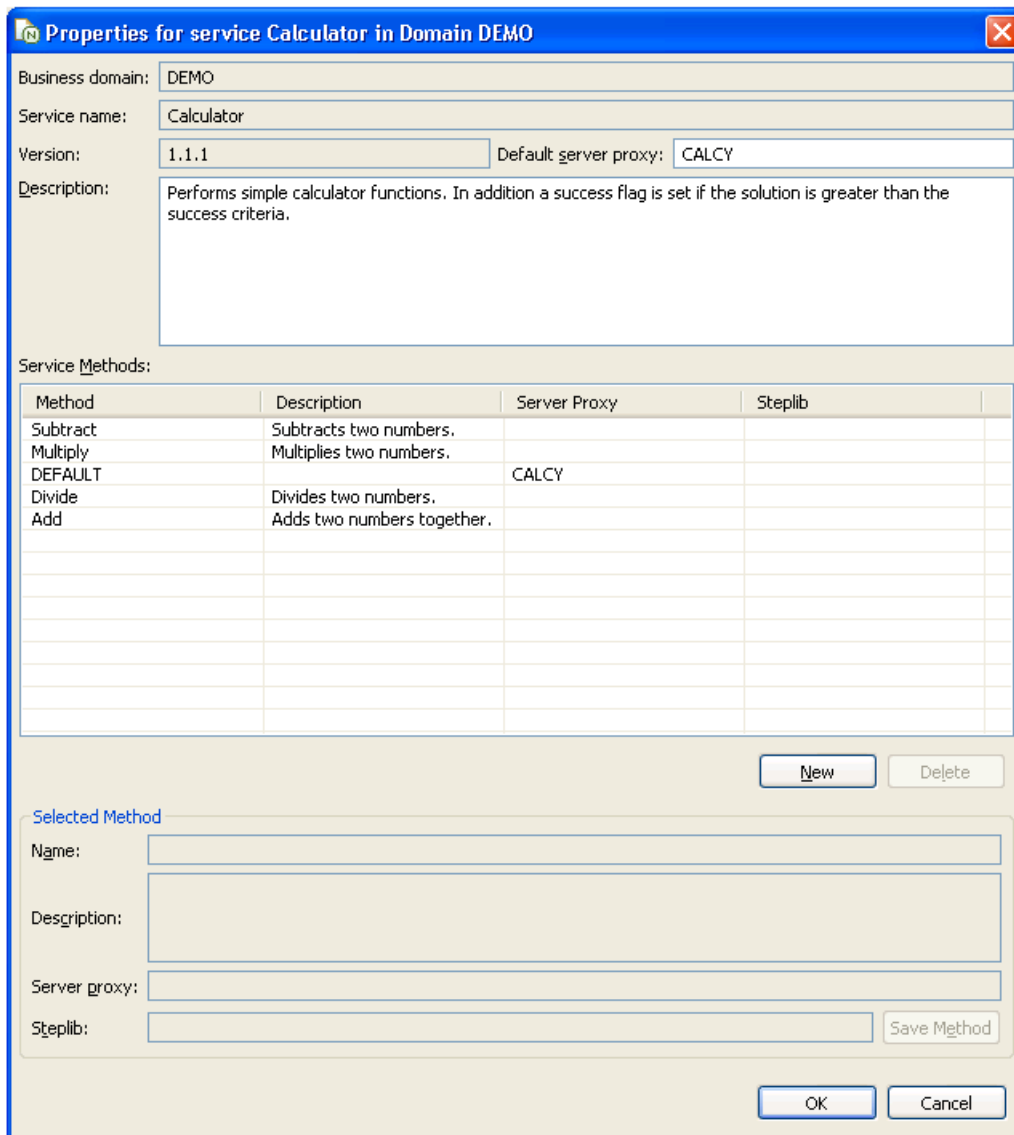 Properties for service Calculator in Domain DEMO
Business domain: DEMO
Service name: Calculator
Version: 1.1.1 Default server proxy: CALCY
Description: Performs simple calculator functions. In addition a success flag is set if the solution is greater than the
success criteria.
Service Methods:
Method Description Server Proxy Steplib
Subtract Subtracts two numbers.
Multiply Multiplies two numbers.
DEFAULT CALCY
Divide Divides two numbers.
Add Adds two numbers together.
New Delete
Selected Method
Name:
Description:
Server proxy:
Steplib: Save Method
OK Cancel